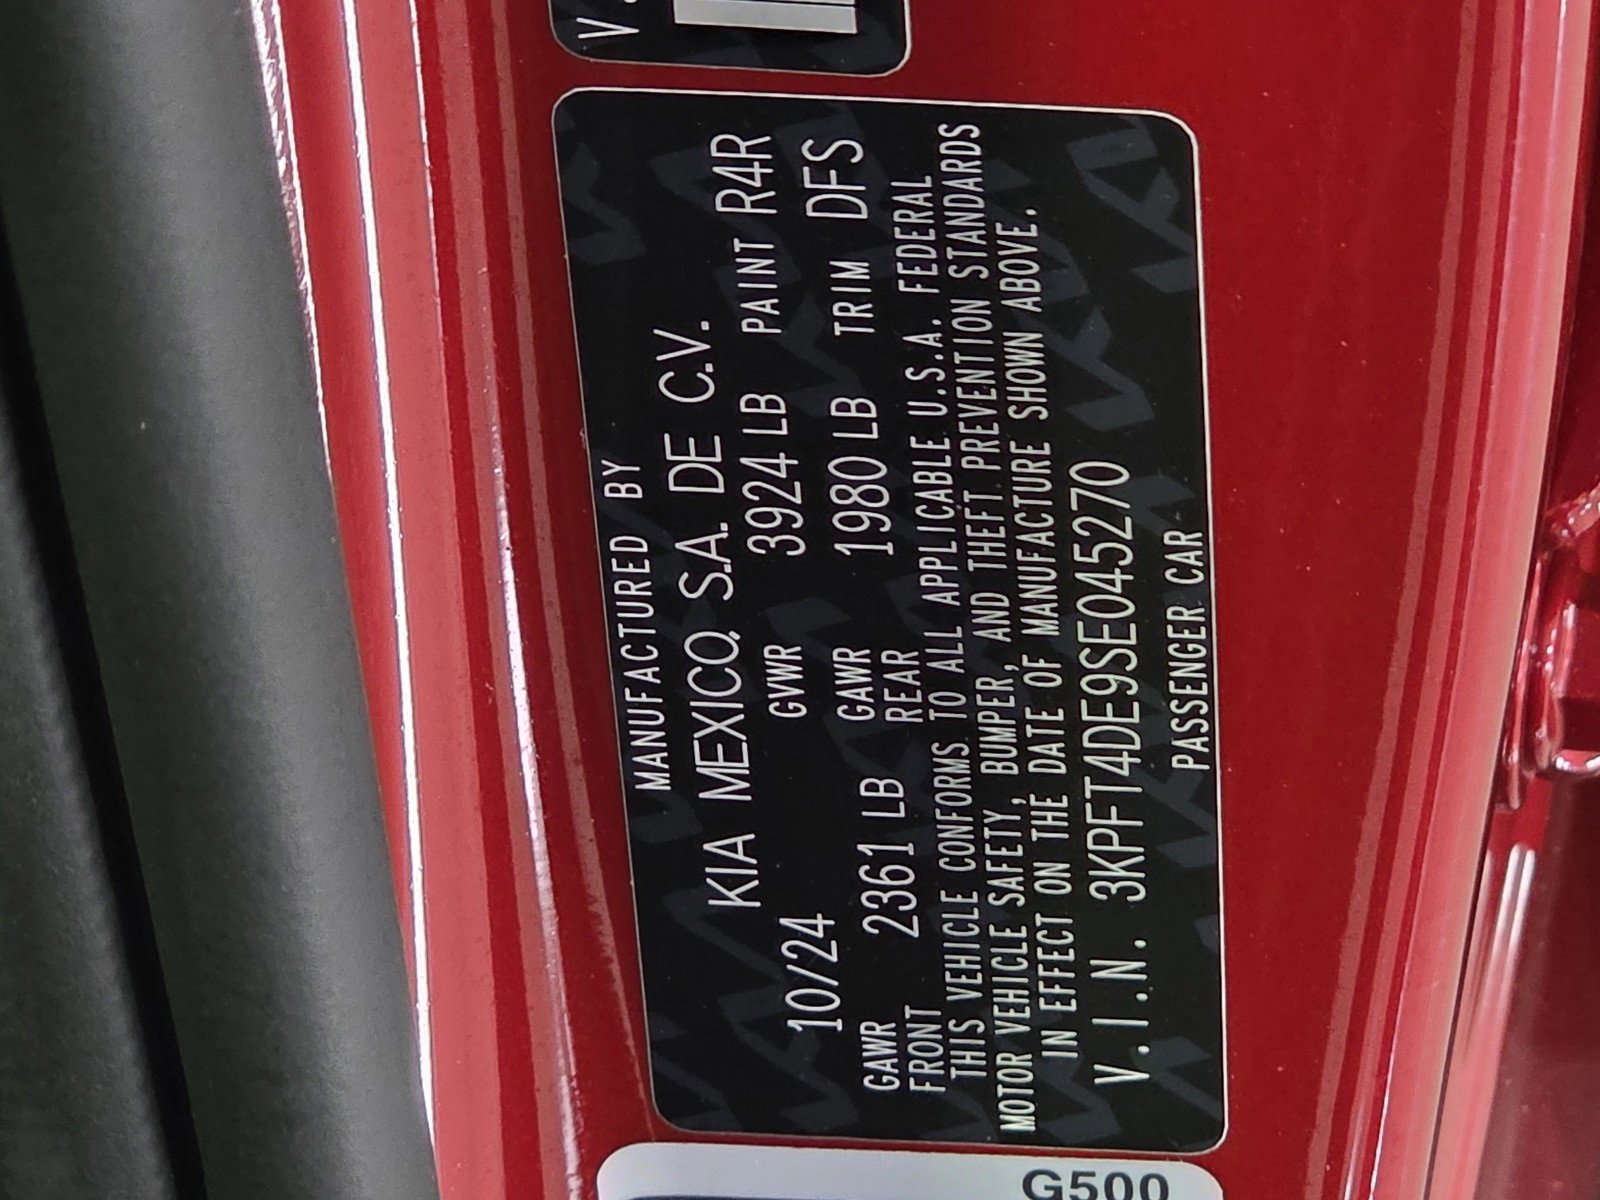 V.
MANUFACTURED BY
KIA MEXICO, S.A. DE C.V.
10/24 GVWR 3924 LB PAINT R4R
GAWR FRONT 2361 LB GAWR REAR 1980 LB TRIM DFS
THIS VEHICLE CONFORMS TO ALL APPLICABLE U.S.A. FEDERAL
MOTOR VEHICLE SAFETY, BUMPER, AND THEFT PREVENTION STANDARDS
IN EFFECT ON THE DATE OF MANUFACTURE SHOWN ABOVE.
V.I.N. 3KPFT4DE9SE045270
PASSENGER CAR
G500